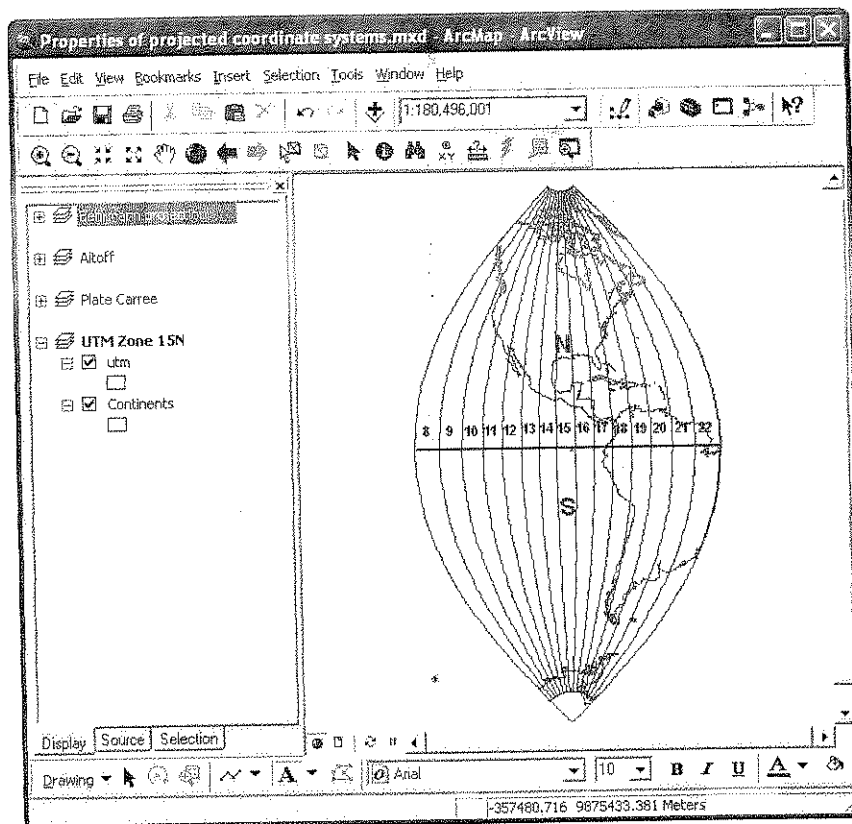 Properties of projected coordinate systems.mxd - ArcMap - ArcView
File Edit View Bookmarks Insert Selection Tools Window Help
1:180,496,001
Aitoff
Plate Carree
UTM Zone 15N
utm
Continents
N
8 9 10 11 12 13 14 15 16 17 18 19 20 21 22
S
Display Source Selection
Drawing A Arial 10 B I U A
-357480.716 9875433.381 Meters